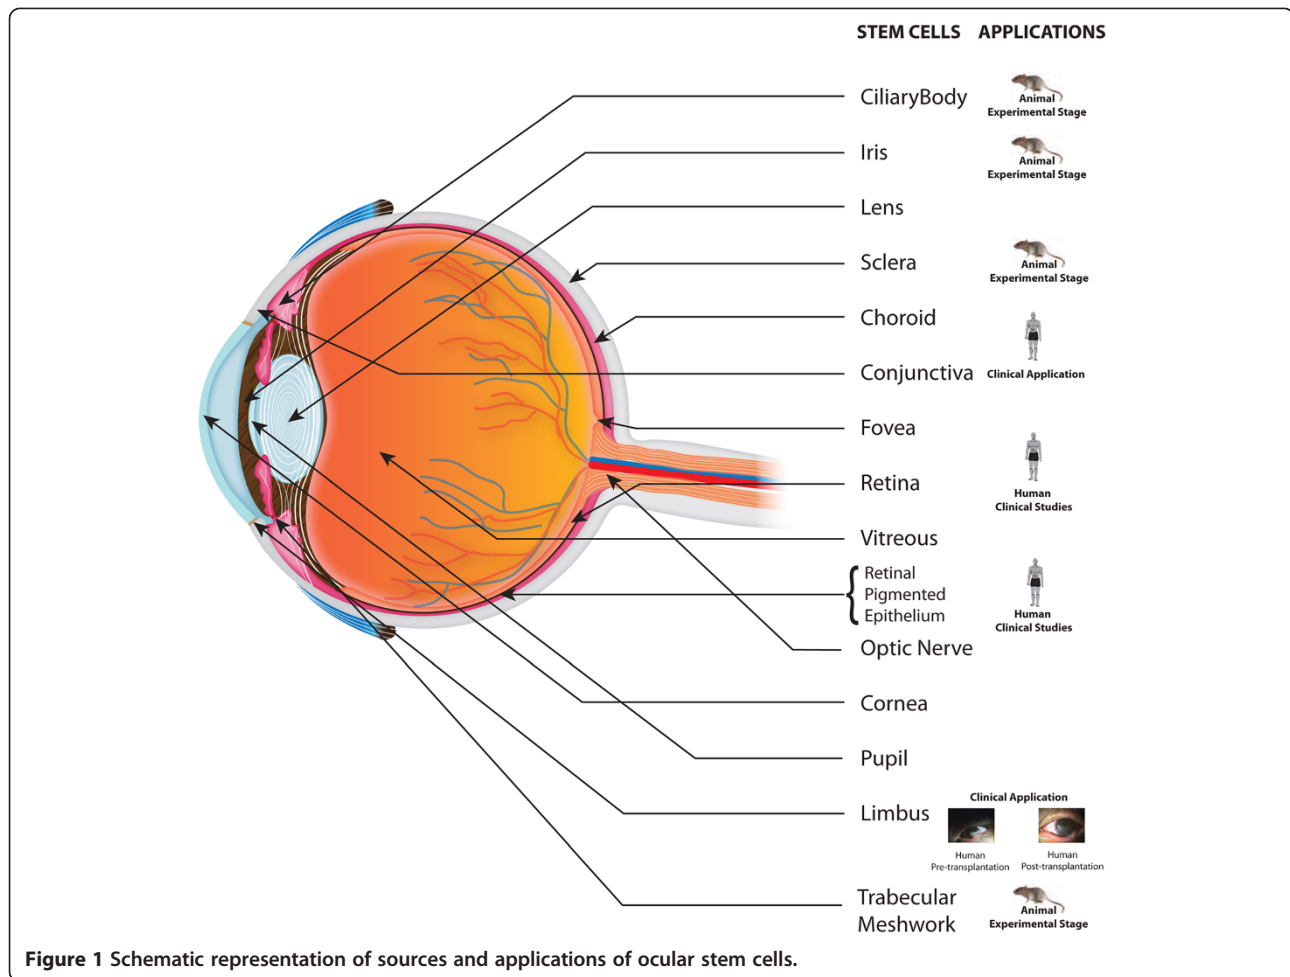 STEM CELLS APPLICATIONS
CiliaryBody
Animal
Experimental Stage
Iris
Animal
Experimental Stage
Lens
Sclera
Animal
Experimental Stage
Choroid
Conjunctiva
Clinical Application
Fovea
Retina
Human
Clinical Studies
Vitreous
Retinal
Pigmented
Epithelium
Human
Clinical Studies
Optic Nerve
Cornea
Pupil
Limbus
Clinical Application
Human
Pre-transplantation
Human
Post-transplantation
Trabecular
Meshwork
Animal
Experimental Stage
Figure 1 Schematic representation of sources and applications of ocular stem cells.